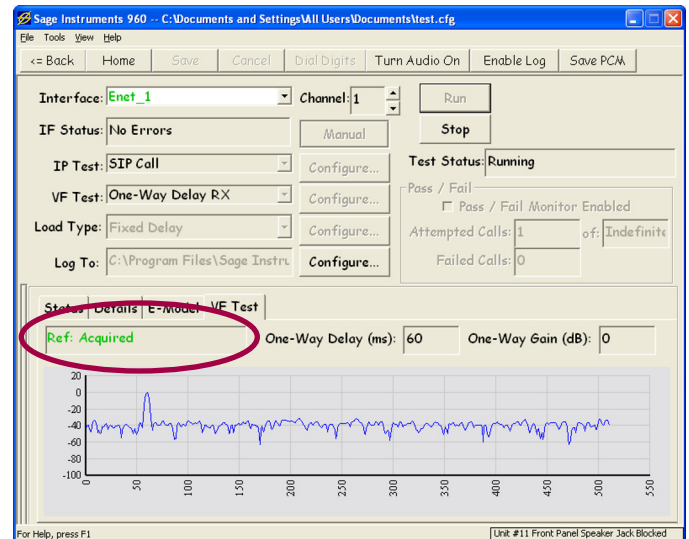 Sage Instruments 960 -- C:\Documents and Settings\All Users\Documents\test.cfg
File Tools View Help
<= Back Home Save Cancel Dial Digits Turn Audio On Enable Log Save PCM
Interface: Enet_1 Channel: 1 Run
IF Status: No Errors Manual Stop
IP Test: SIP Call Configure... Test Status: Running
VF Test: One-Way Delay RX Configure... Pass / Fail
Pass / Fail Monitor Enabled
Load Type: Fixed Delay Configure... Attempted Calls: 1 of: Indefinite
Log To: C:\Program Files\Sage Instru Configure... Failed Calls: 0
Status Details E-Model VF Test
Ref: Acquired One-Way Delay (ms): 60 One-Way Gain (dB): 0
20
0
-20
-40
-60
-80
-100
0 50 100 150 200 250 300 350 400 450 500 550
For Help, press F1 Unit #11 Front Panel Speaker Jack Blocked